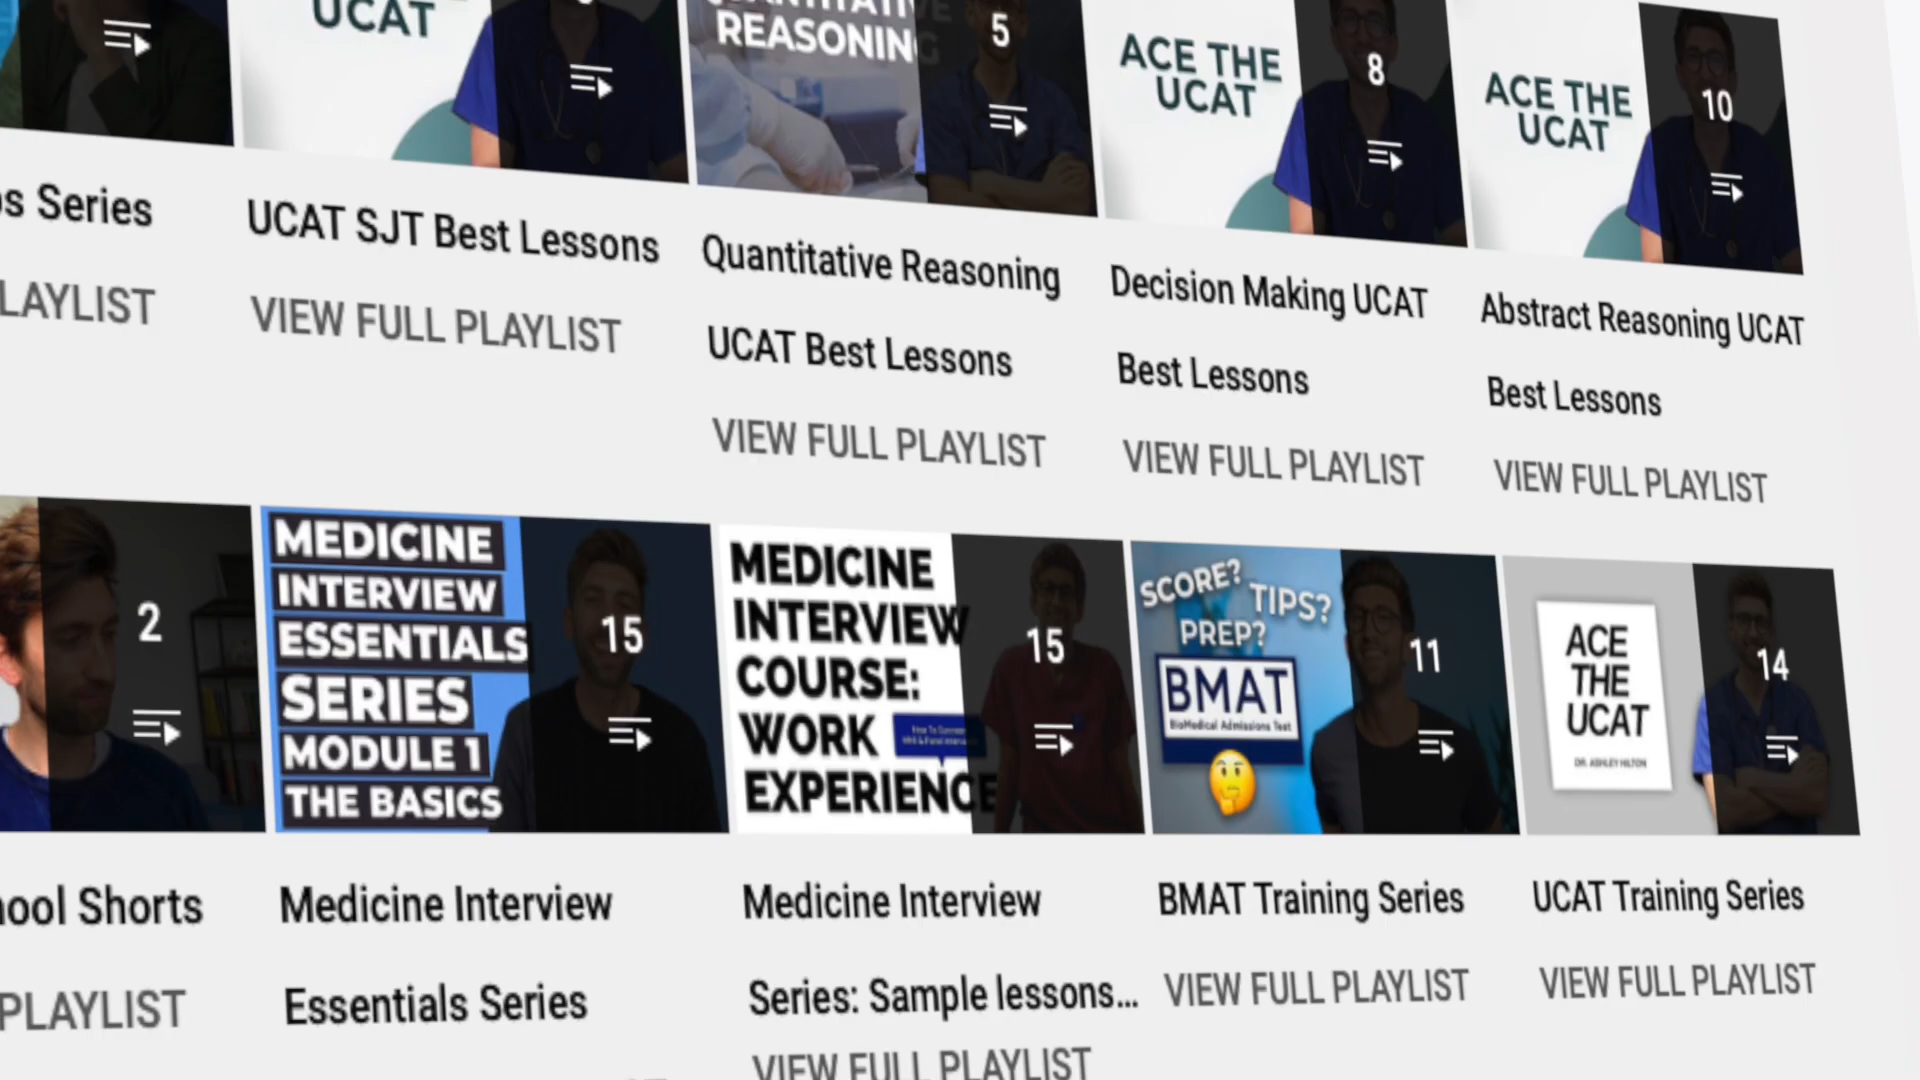 UCAT
REASONING
5
ACE THE
UCAT
8
ACE THE
UCAT
10
Series
UCAT SJT Best Lessons
VIEW FULL PLAYLIST
Quantitative Reasoning
UCAT Best Lessons
VIEW FULL PLAYLIST
Decision Making UCAT
Best Lessons
VIEW FULL PLAYLIST
Abstract Reasoning UCAT
Best Lessons
VIEW FULL PLAYLIST
2
MEDICINE
INTERVIEW
ESSENTIALS
SERIES
MODULE 1
THE BASICS
15
MEDICINE
INTERVIEW
COURSE:
WORK
EXPERIENCE
15
SCORE?
TIPS?
PREP?
BMAT
BioMedical Admissions Test
11
ACE
THE
UCAT
DR. ASHLEY HILTON
14
Shorts
PLAYLIST
Medicine Interview
Essentials Series
Medicine Interview
Series: Sample lessons...
VIEW FULL PLAYLIST
BMAT Training Series
VIEW FULL PLAYLIST
UCAT Training Series
VIEW FULL PLAYLIST